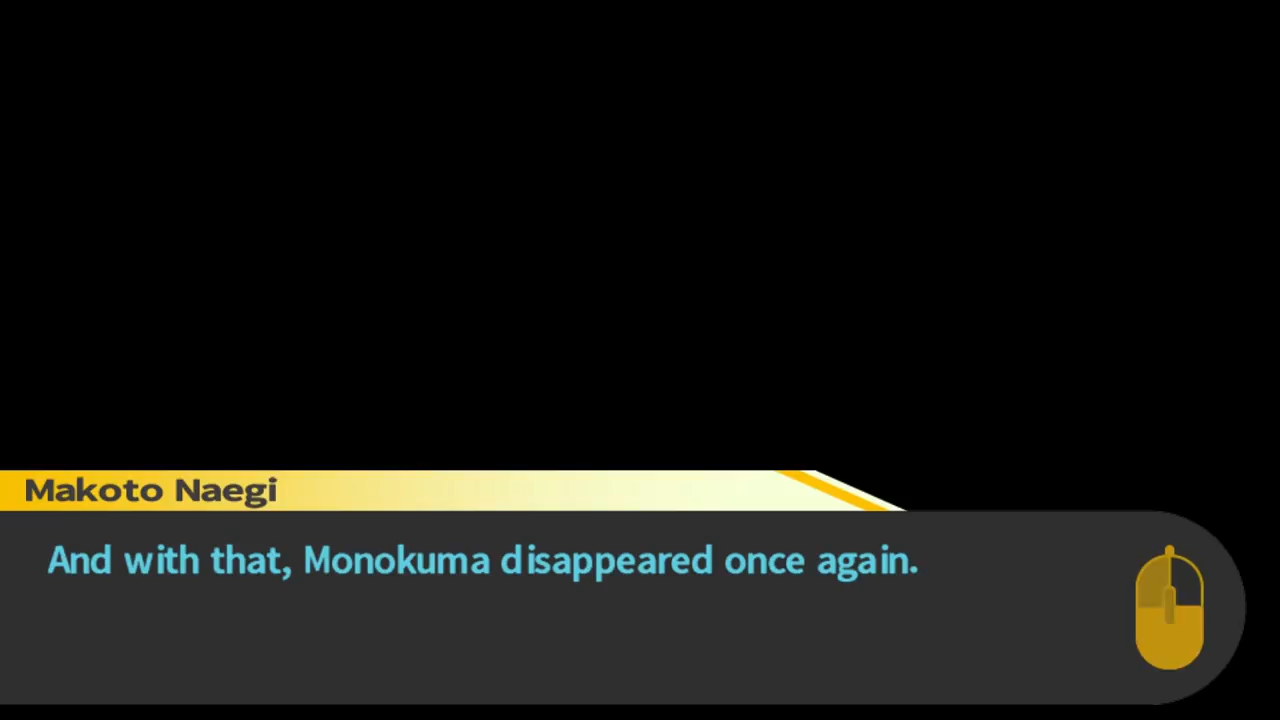 Makoto Naegi
And with that, Monokuma disappeared once again.